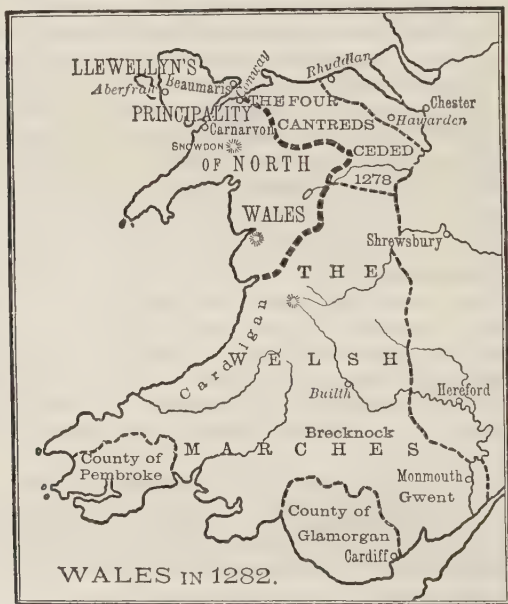 LLEWELLYN'S
Aberfraw
Beaumaris
Conway
Rhuddlan
PRINCIPALITY
THE FOUR
Chester
Carnarvon
CANTREDS
Hawarden
SNOWDON
OF NORTH
CEDED
1278
WALES
Shrewsbury
THE
Cardigan
WELSH
Builth
Hereford
Brecknock
MARCHES
County of
Pembroke
Monmouth
Gwent
County of
Glamorgan
Cardiff
WALES IN 1282.